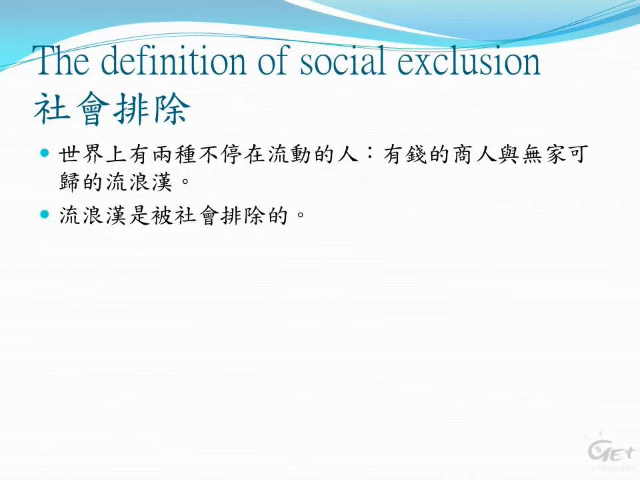 The definition of social exclusion
社會排除
世界上有兩種不停在流動的人：有錢的商人與無家可
歸的流浪漢。
流浪漢是被社會排除的。